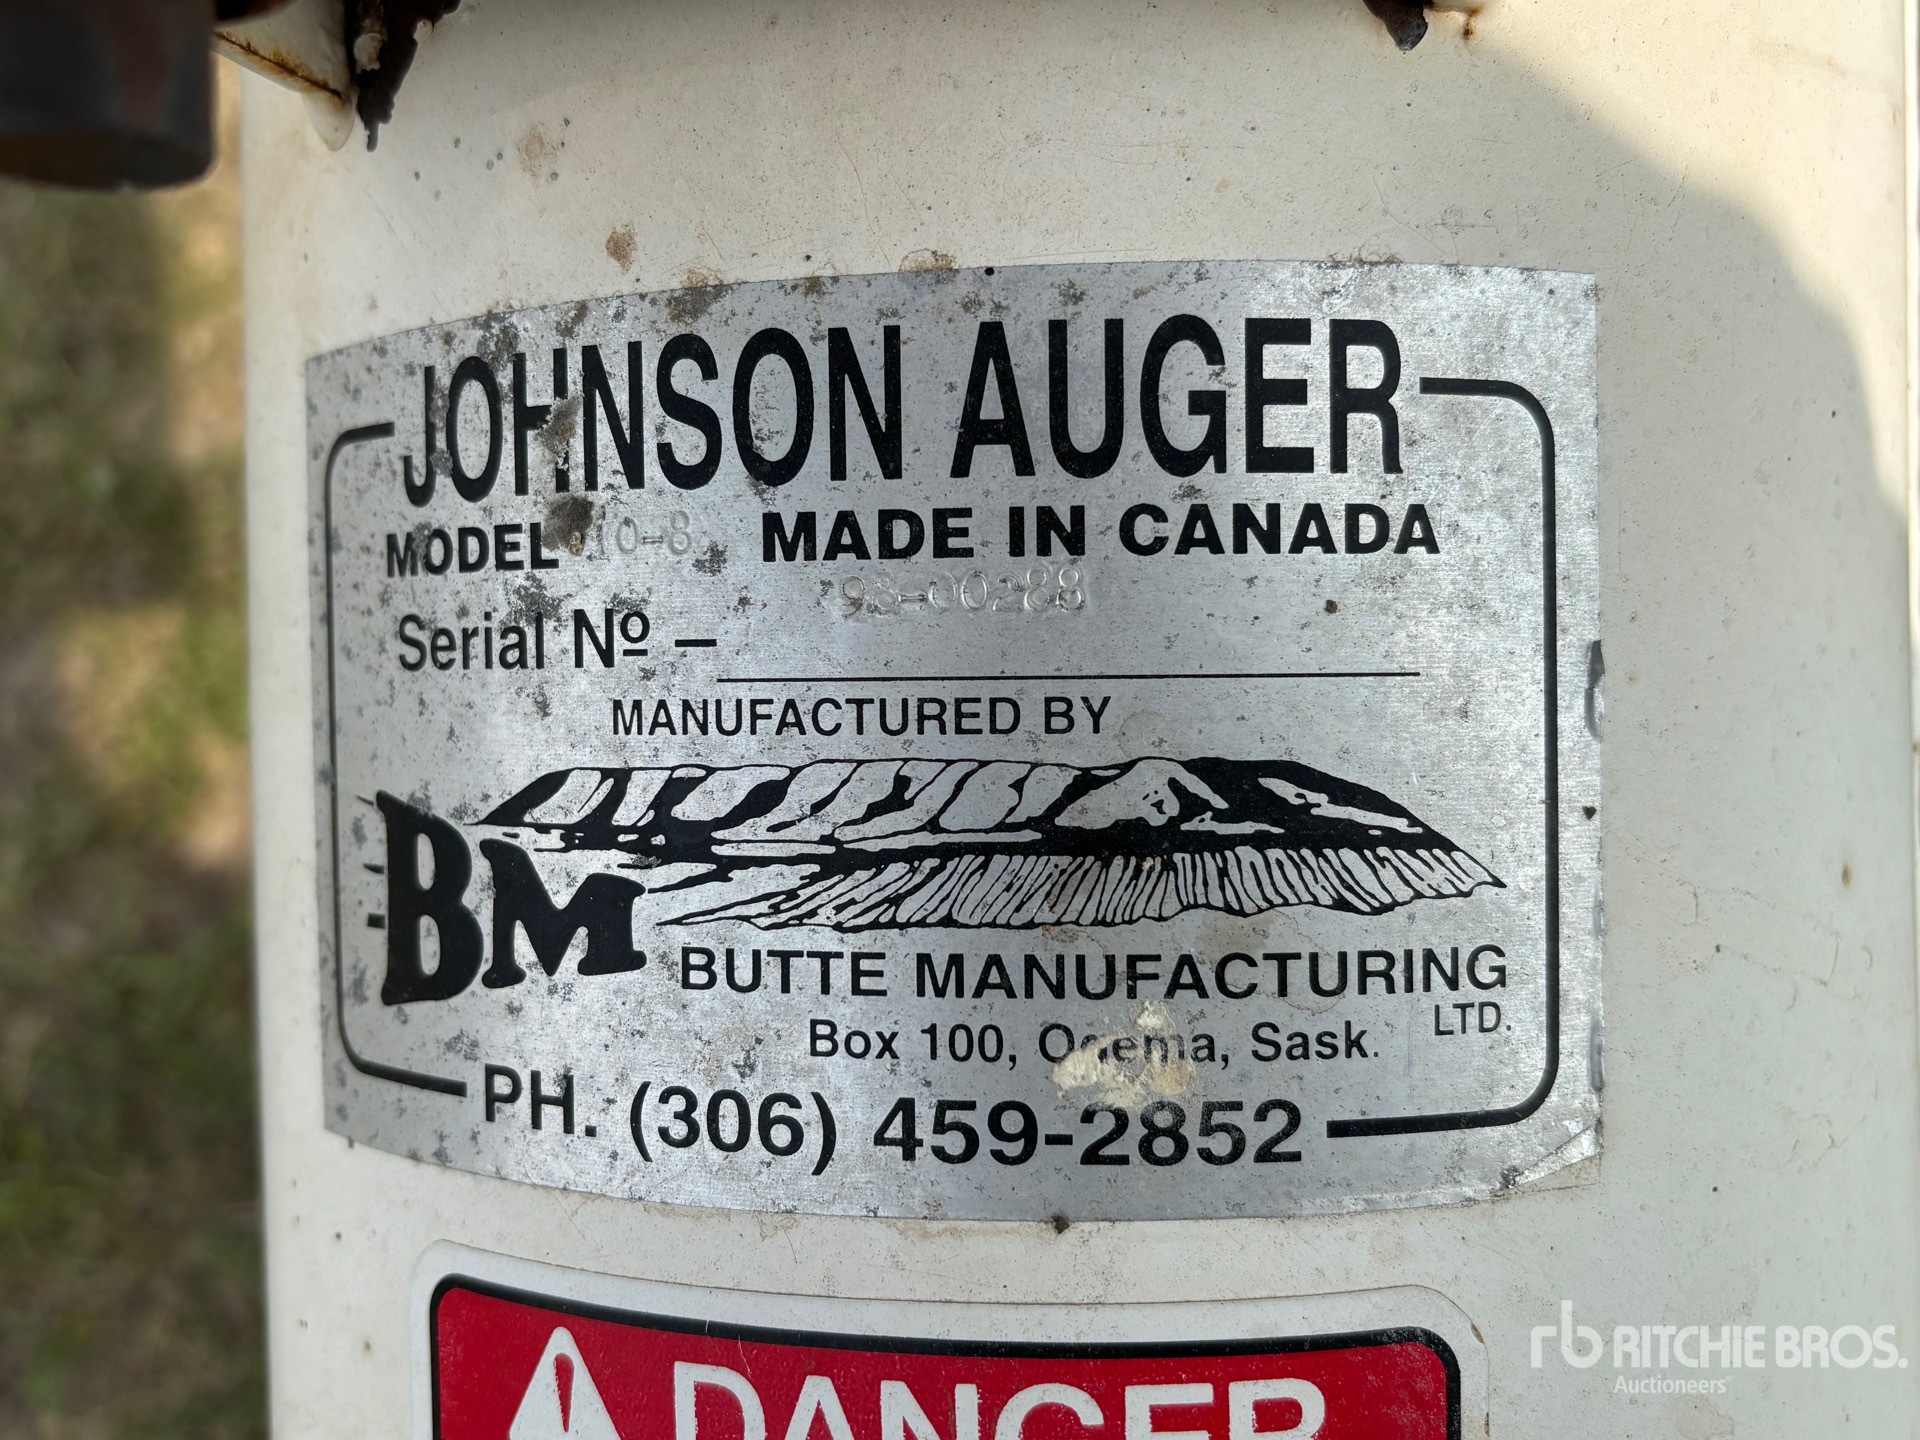 JOHNSON AUGER
MODEL 10-8 MADE IN CANADA
98-00288
Serial Nº –
MANUFACTURED BY
BM
BUTTE MANUFACTURING
LTD.
Box 100, Odema, Sask.
PH. (306) 459-2852
DANGER
rb RITCHIE BROS.
Auctioneers